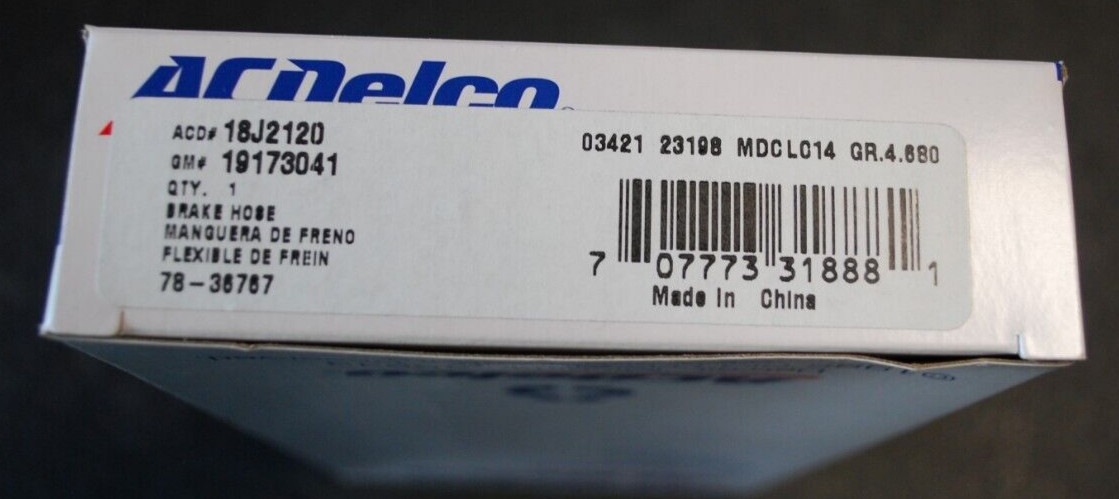 ACDelco
ACD# 18J2120
GM# 19173041
QTY. 1
BRAKE HOSE
MANGUERA DE FRENO
FLEXIBLE DE FREIN
78-36767
03421 23198 MDCLC14 GR.4.680
7 07773 31888 1
Made In China